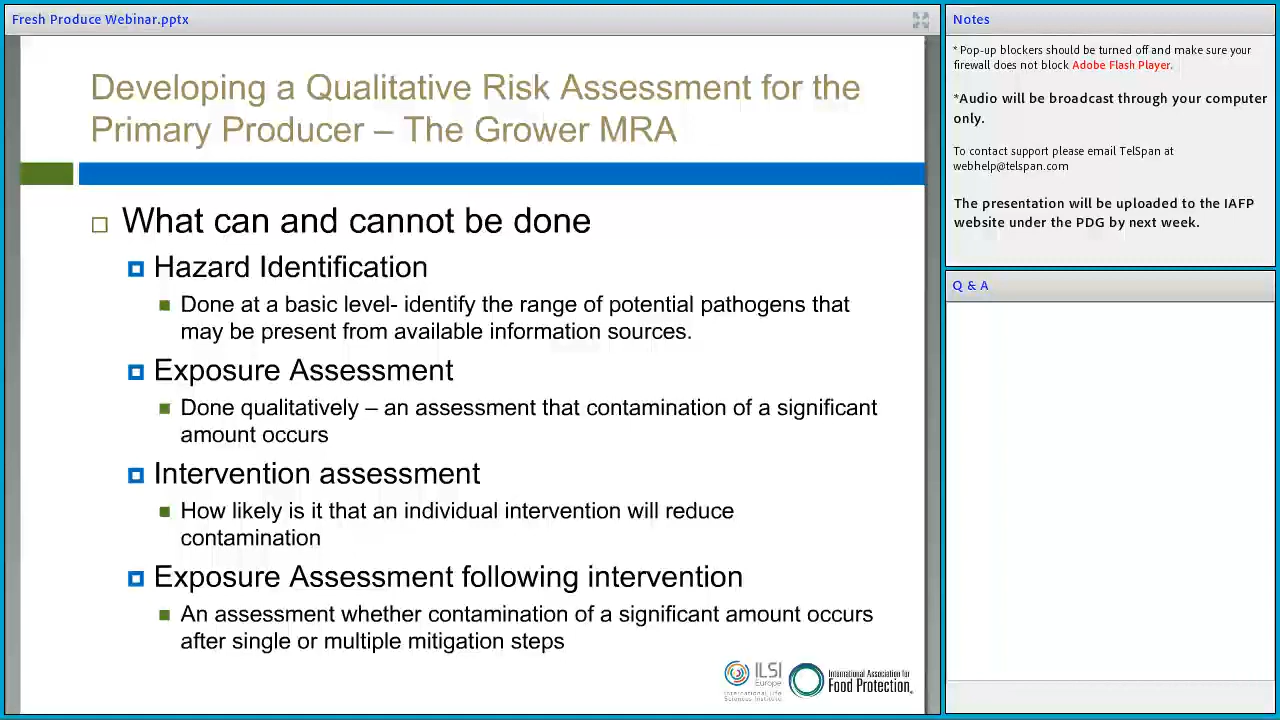 Fresh Produce Webinar.pptx
Developing a Qualitative Risk Assessment for the
Primary Producer – The Grower MRA
What can and cannot be done
Hazard Identification
Done at a basic level- identify the range of potential pathogens that
may be present from available information sources.
Exposure Assessment
Done qualitatively – an assessment that contamination of a significant
amount occurs
Intervention assessment
How likely is it that an individual intervention will reduce
contamination
Exposure Assessment following intervention
An assessment whether contamination of a significant amount occurs
after single or multiple mitigation steps
ILSI
Europe
International Life
Sciences Institute
International Association for
Food Protection.
Notes
* Pop-up blockers should be turned off and make sure your
firewall does not block Adobe Flash Player.
*Audio will be broadcast through your computer
only.
To contact support please email TelSpan at
webhelp@telspan.com
The presentation will be uploaded to the IAFP
website under the PDG by next week.
Q & A